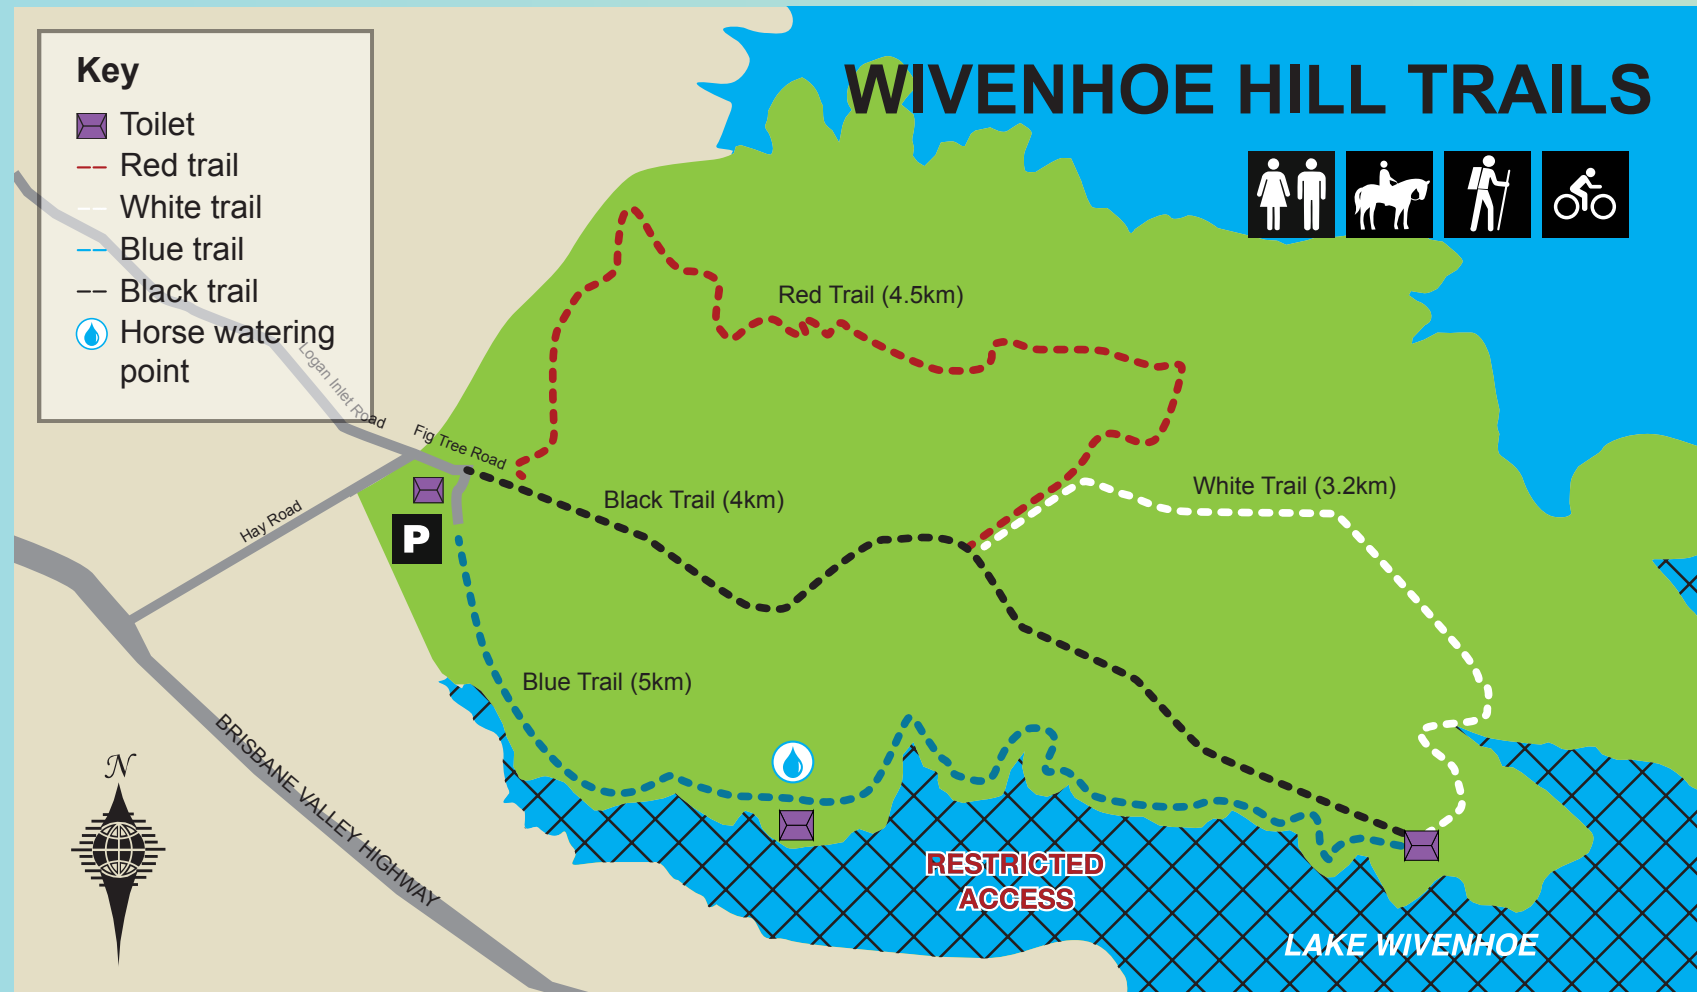 WIVENHOE HILL TRAILS
Key
Toilet
Red trail
White trail
Blue trail
Black trail
Horse watering
point
Logan Inlet Road
Fig Tree Road
Hay Road
P
Red Trail (4.5km)
Black Trail (4km)
White Trail (3.2km)
Blue Trail (5km)
BRISBANE VALLEY HIGHWAY
N
RESTRICTED
ACCESS
LAKE WIVENHOE